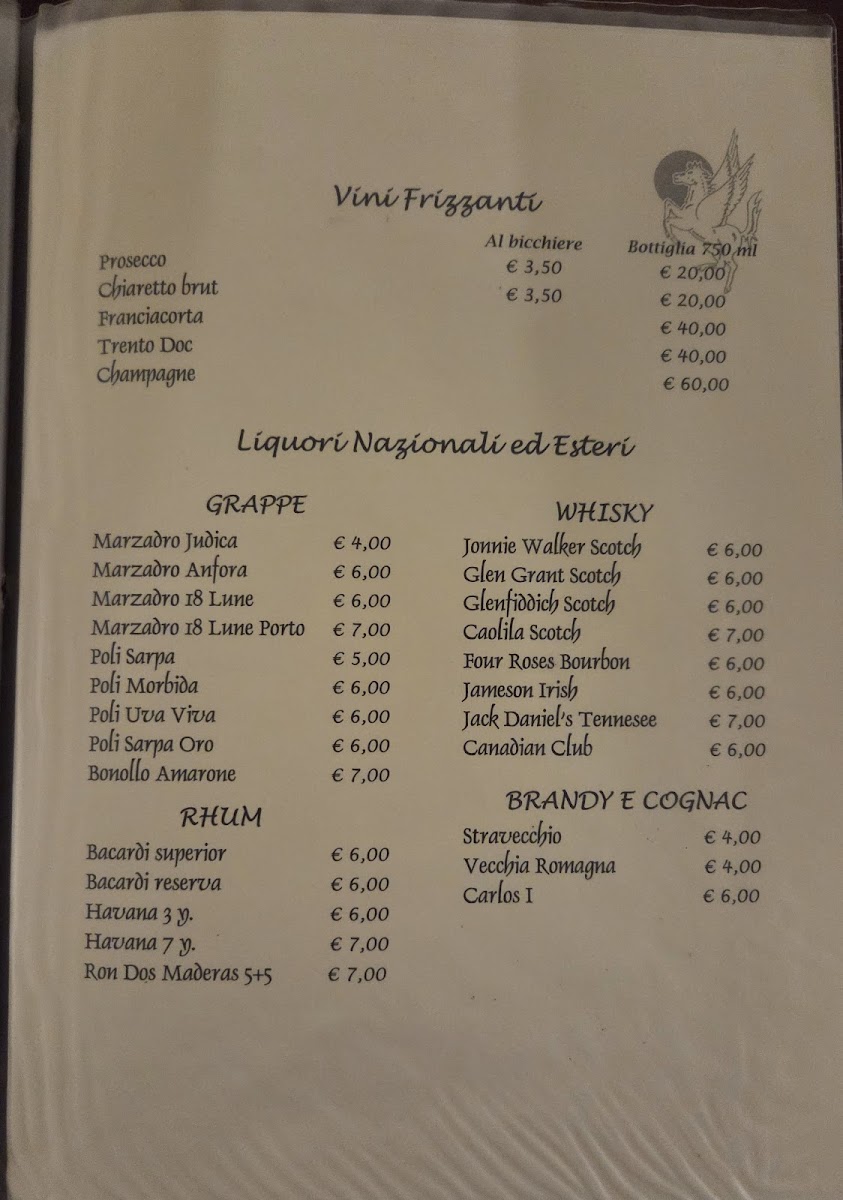 Vini Frizzanti
Al bicchiere Bottiglia 750 ml
Prosecco € 3,50 € 20,00
Chiaretto brut € 3,50 € 20,00
Franciacorta € 40,00
Trento Doc € 40,00
Champagne € 60,00
Liquori Nazionali ed Esteri
GRAPPE
Marzadro Judica € 4,00
Marzadro Anfora € 6,00
Marzadro 18 Lune € 6,00
Marzadro 18 Lune Porto € 7,00
Poli Sarpa € 5,00
Poli Morbida € 6,00
Poli Uva Viva € 6,00
Poli Sarpa Oro € 6,00
Bonollo Amarone € 7,00
RHUM
Bacardi superior € 6,00
Bacardi reserva € 6,00
Havana 3 y. € 6,00
Havana 7 y. € 7,00
Ron Dos Maderas 5+5 € 7,00
WHISKY
Jonnie Walker Scotch € 6,00
Glen Grant Scotch € 6,00
Glenfiddich Scotch € 6,00
Caolila Scotch € 7,00
Four Roses Bourbon € 6,00
Jameson Irish € 6,00
Jack Daniel's Tennesee € 7,00
Canadian Club € 6,00
BRANDY E COGNAC
Stravecchio € 4,00
Vecchia Romagna € 4,00
Carlos I € 6,00